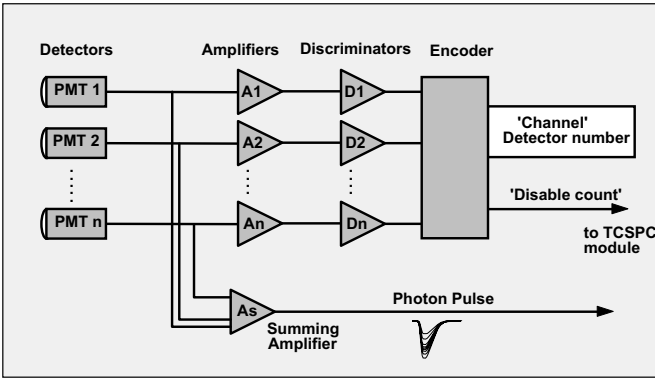 Detectors
Amplifiers
Discriminators
Encoder
PMT 1
A1
D1
'Channel'
Detector number
PMT 2
A2
D2
'Disable count'
PMT n
An
Dn
to TCSPC
module
Photon Pulse
As
Summing
Amplifier